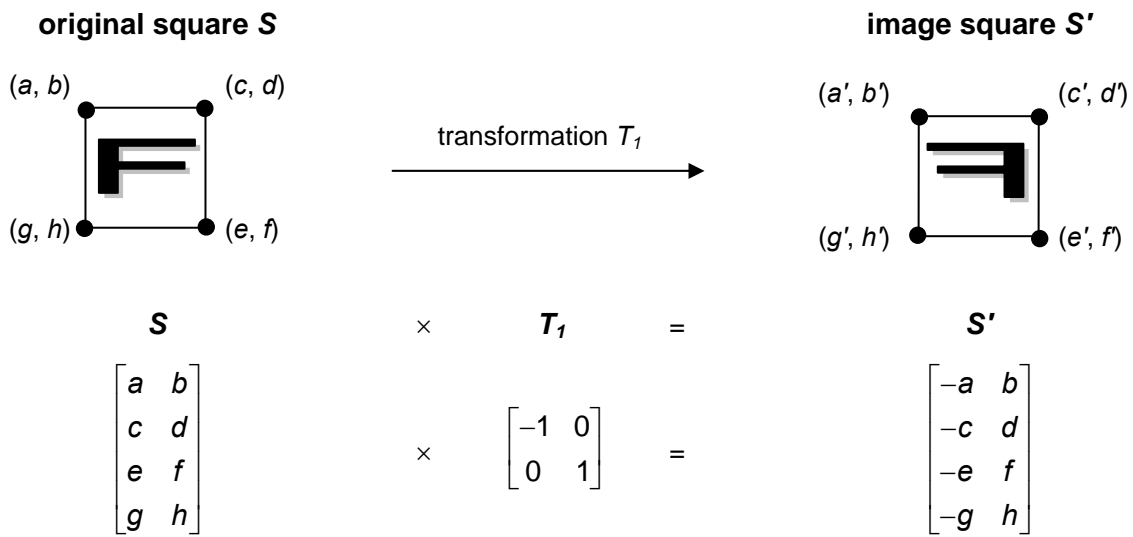 original square S image square S'
(a, b) (c, d) (a', b') (c', d')
F F
transformation T₁
(g, h) (e, f) (g', h') (e', f')
S × T₁ = S'
[a b] [-a b]
[c d] × [-1 0] = [-c d]
[e f] [0 1] [-e f]
[g h] [-g h]